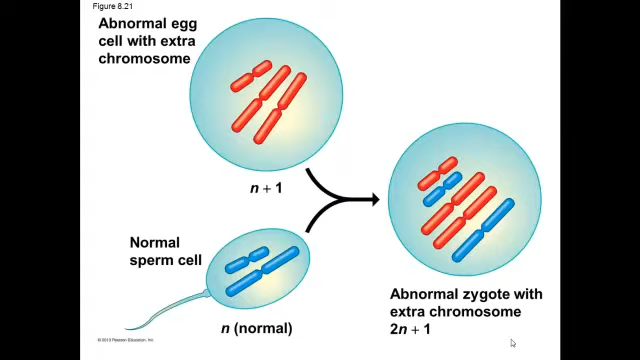 Figure 8.21
Abnormal egg
cell with extra
chromosome
n + 1
Normal
sperm cell
n (normal)
Abnormal zygote with
extra chromosome
2n + 1
© 2013 Pearson Education, Inc.